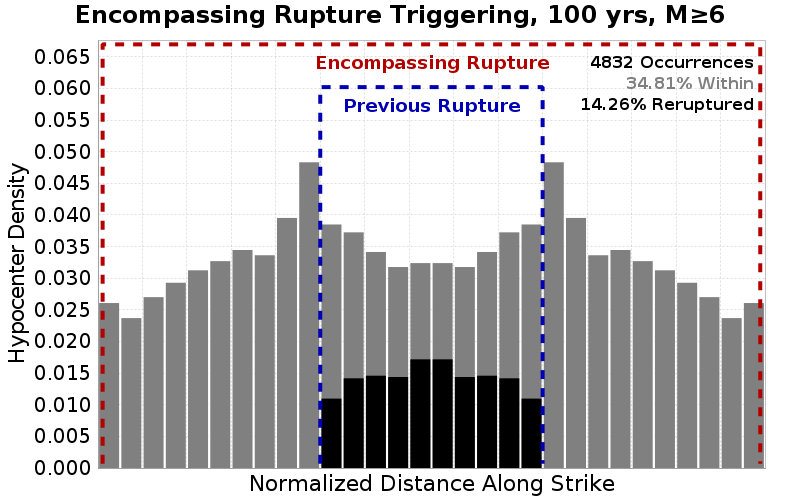 Encompassing Rupture Triggering, 100 yrs, M≥6
Encompassing Rupture
Previous Rupture
4832 Occurrences
34.81% Within
14.26% Reruptured
Hypocenter Density
0.065
0.060
0.055
0.050
0.045
0.040
0.035
0.030
0.025
0.020
0.015
0.010
0.005
0.000
Normalized Distance Along Strike